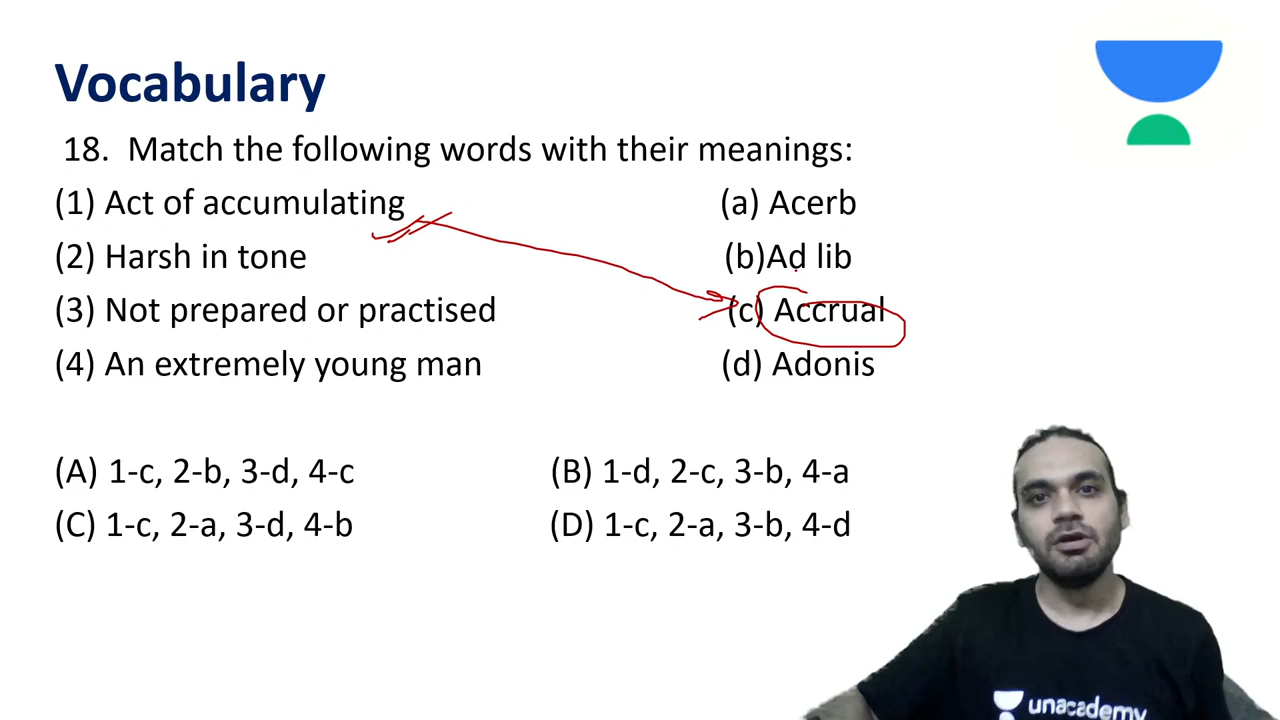 Vocabulary
18. Match the following words with their meanings:
(1) Act of accumulating (a) Acerb
(2) Harsh in tone (b)Ad lib
(3) Not prepared or practised (c) Accrual
(4) An extremely young man (d) Adonis
(A) 1-c, 2-b, 3-d, 4-c (B) 1-d, 2-c, 3-b, 4-a
(C) 1-c, 2-a, 3-d, 4-b (D) 1-c, 2-a, 3-b, 4-d
unacademy